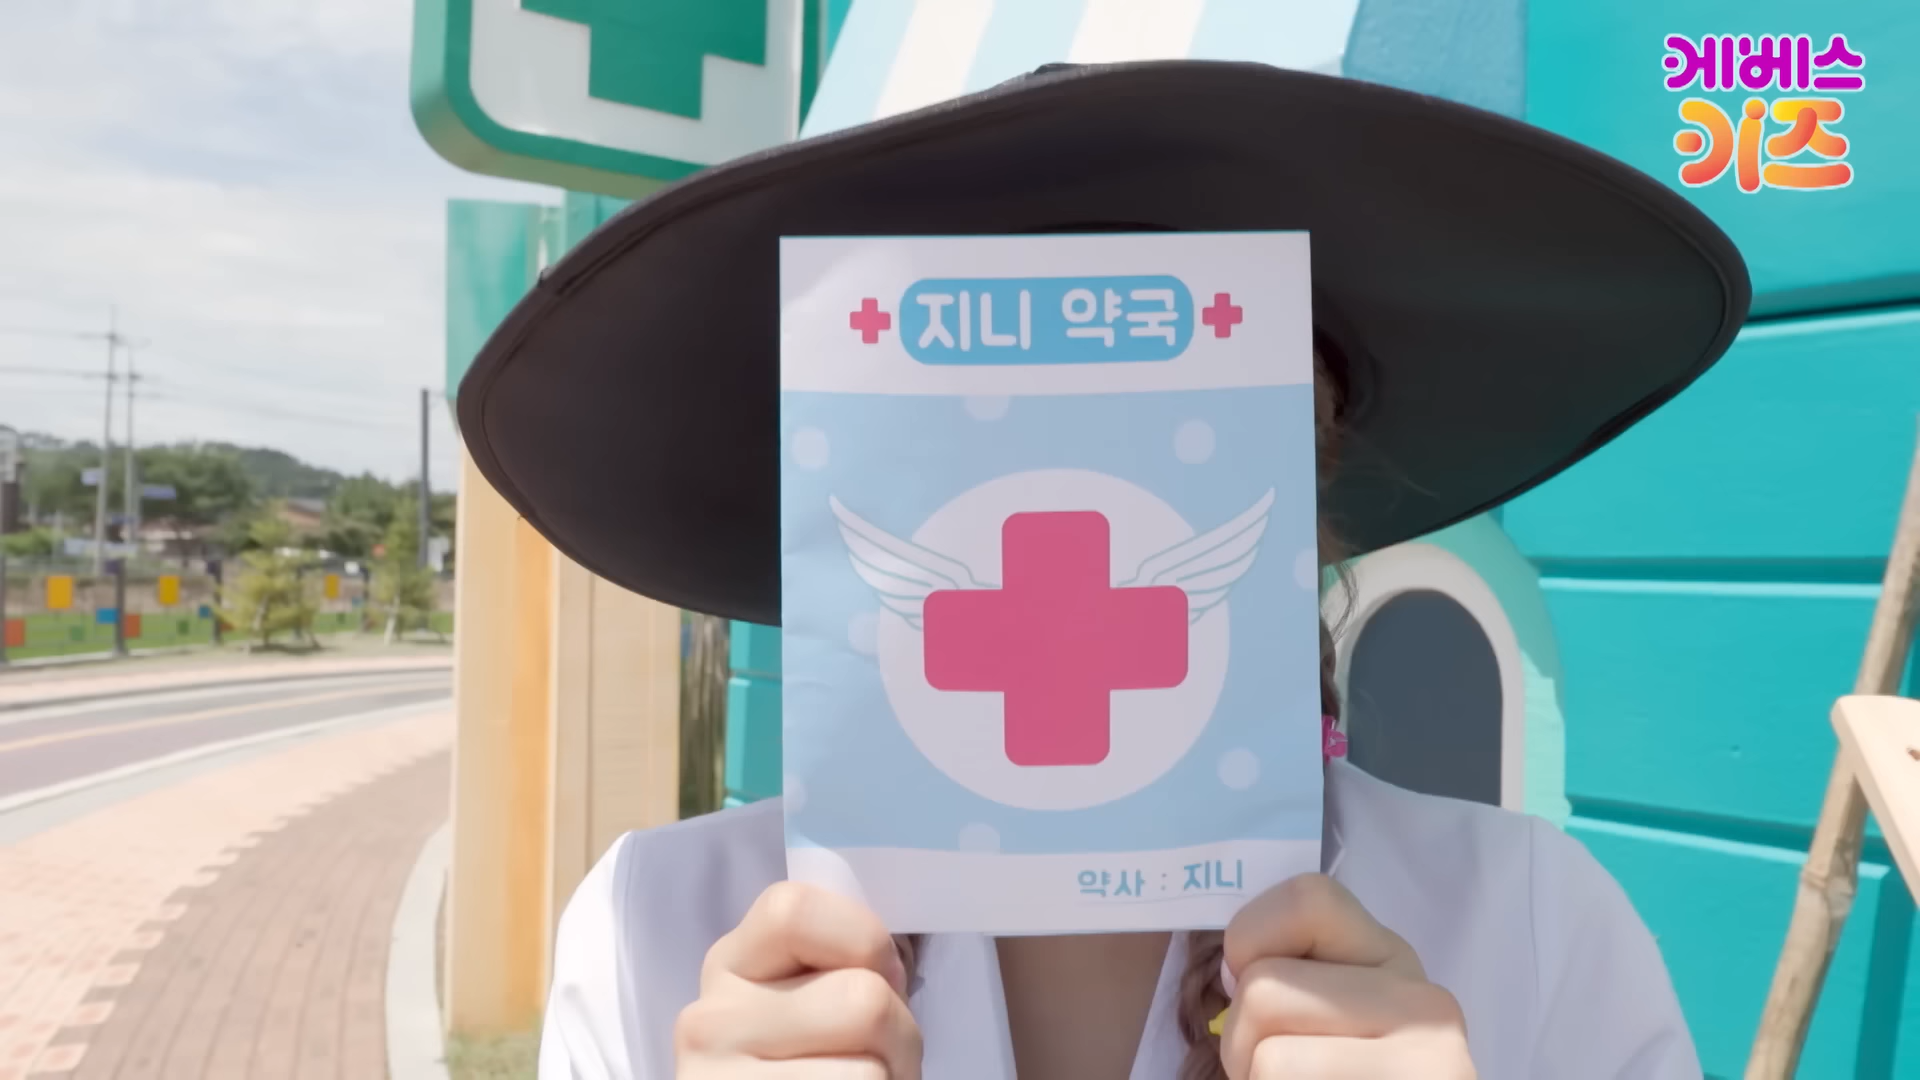 케베스
키즈
지니 약국
약사 : 지니